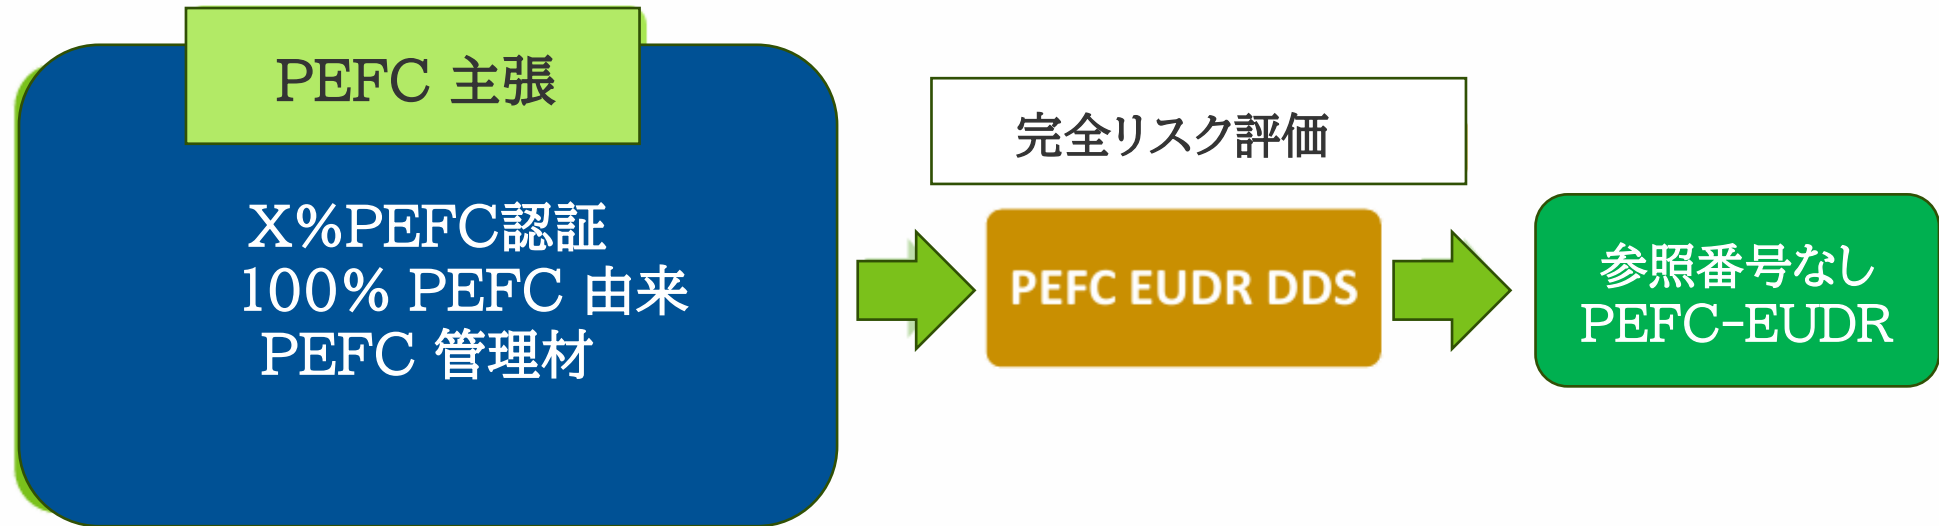 PEFC 主張
X%PEFC認証
100% PEFC 由来
PEFC 管理材
完全リスク評価
PEFC EUDR DDS
参照番号なし
PEFC-EUDR